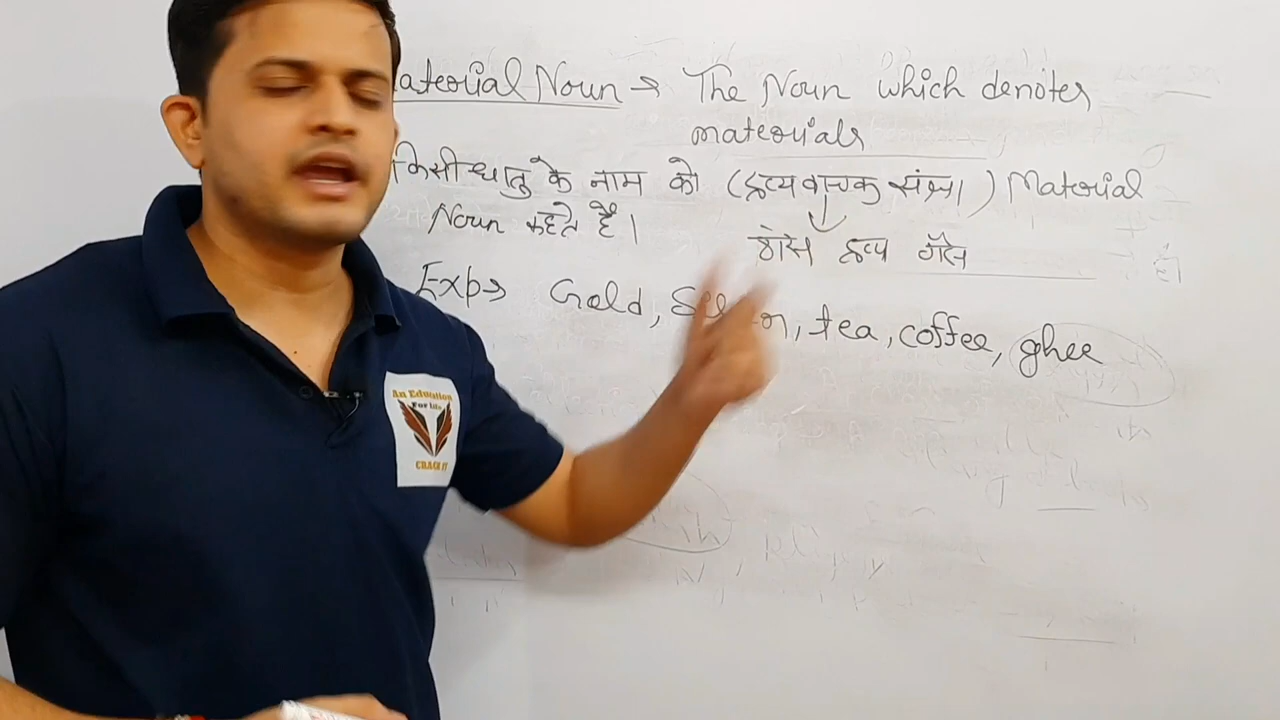 aterial Noun → The Noun which denotes
materials
किसी धातु के नाम को (द्रव्यवाचक संज्ञा) Material
Noun कहते हैं।
ठोस द्रव्य गैस
Exp→ Gold, tea, coffee, ghee
An Education
For life
CRACK IT